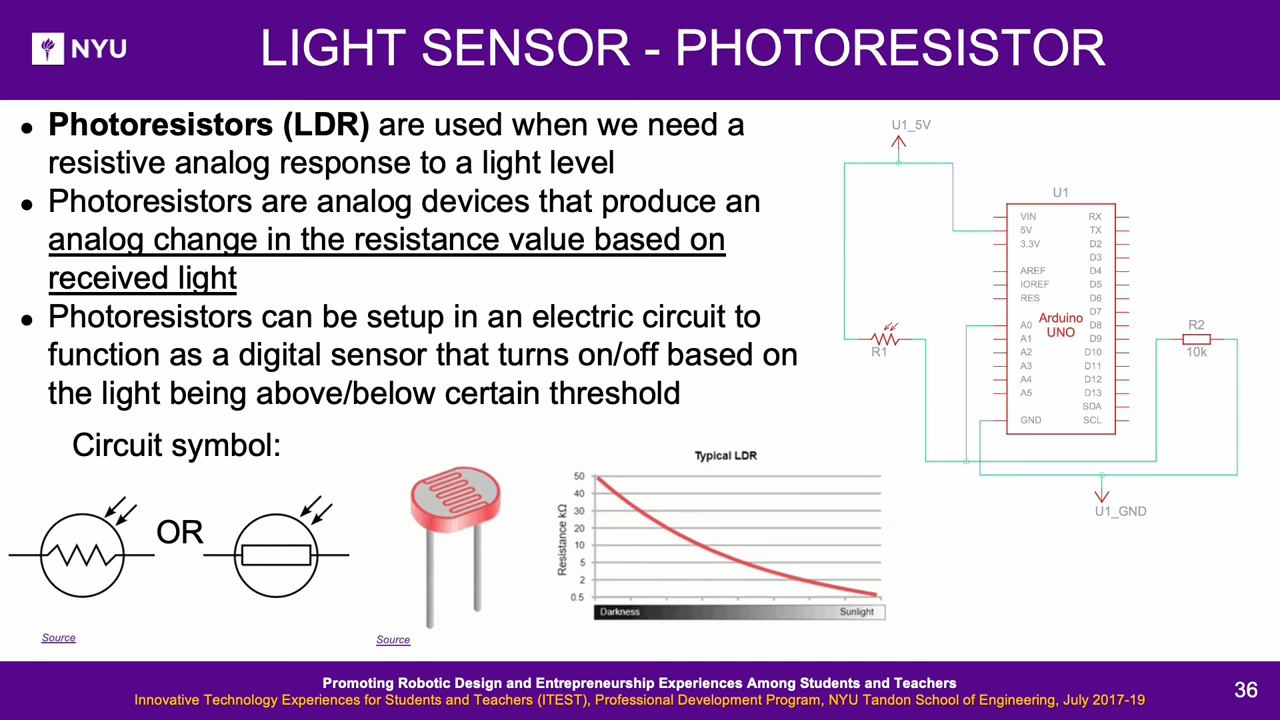 NYU
LIGHT SENSOR - PHOTORESISTOR
● Photoresistors (LDR) are used when we need a
resistive analog response to a light level
● Photoresistors are analog devices that produce an
analog change in the resistance value based on
received light
● Photoresistors can be setup in an electric circuit to
function as a digital sensor that turns on/off based on
the light being above/below certain threshold
Circuit symbol:
OR
Source
Source
Typical LDR
Resistance kΩ
50
40
30
20
10
5
2
0.5
Darkness
Sunlight
U1_5V
U1
VIN
5V
3.3V
AREF
IOREF
RES
A0
A1
A2
A3
A4
A5
GND
Arduino
UNO
RX
TX
D2
D3
D4
D5
D6
D7
D8
D9
D10
D11
D12
D13
SDA
SCL
R1
R2
10k
U1_GND
Promoting Robotic Design and Entrepreneurship Experiences Among Students and Teachers
Innovative Technology Experiences for Students and Teachers (ITEST), Professional Development Program, NYU Tandon School of Engineering, July 2017-19
36